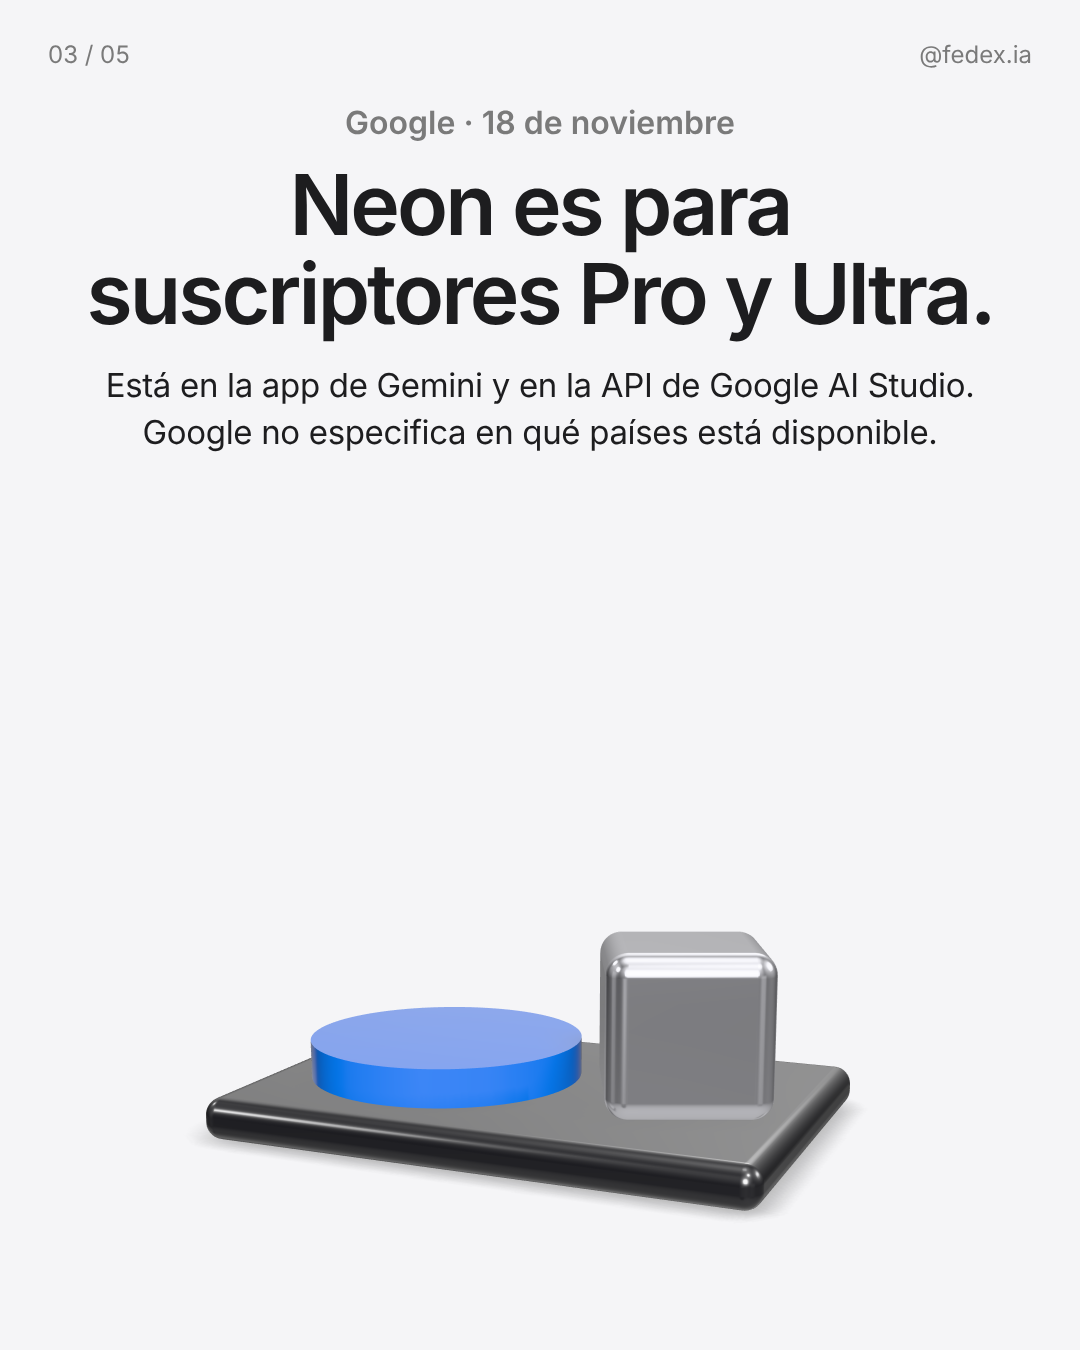 03 / 05
@fedex.ia
Google · 18 de noviembre
Neon es para
suscriptores Pro y Ultra.
Está en la app de Gemini y en la API de Google AI Studio.
Google no especifica en qué países está disponible.